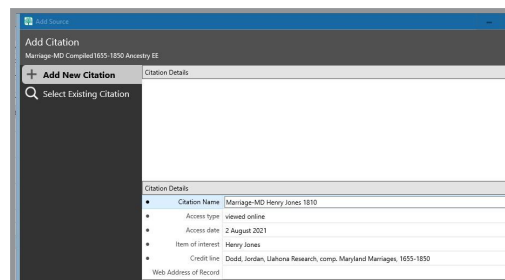 Add Source
Add Citation
Marriage-MD Compiled1655-1850 Ancestry EE
Add New Citation
Select Existing Citation
Citation Details
Citation Details
Citation Name Marriage-MD Henry Jones 1810
Access type viewed online
Access date 2 August 2021
Item of interest Henry Jones
Credit line Dodd, Jordan, Liahona Research, comp. Maryland Marriages, 1655-1850
Web Address of Record